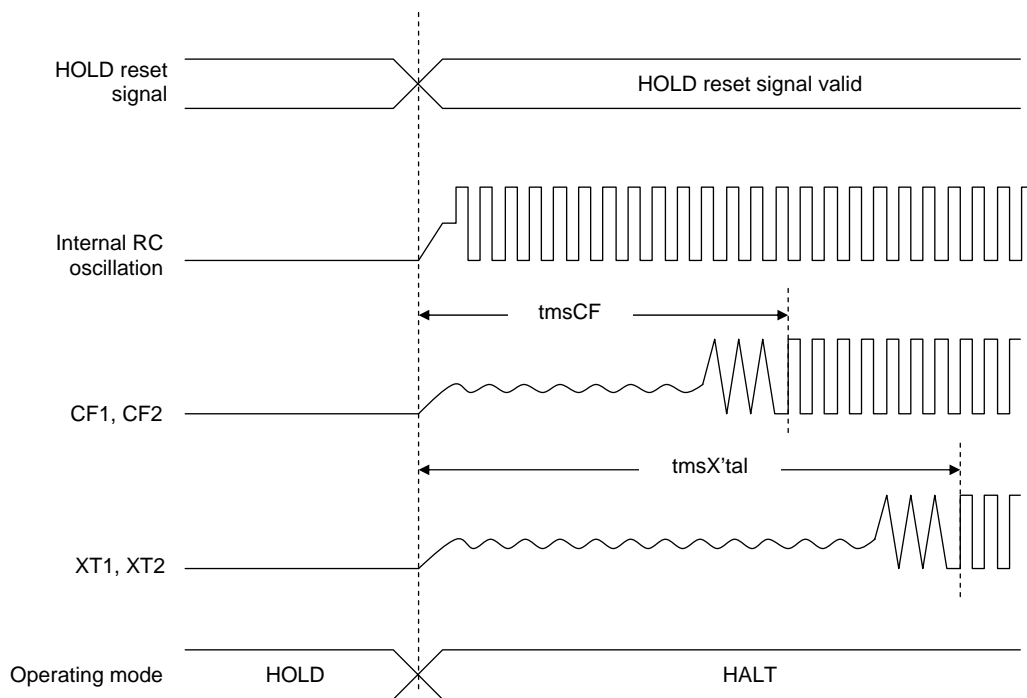 HOLD reset
signal
HOLD reset signal valid
Internal RC
oscillation
tmsCF
CF1, CF2
tmsX’tal
XT1, XT2
Operating mode
HOLD
HALT